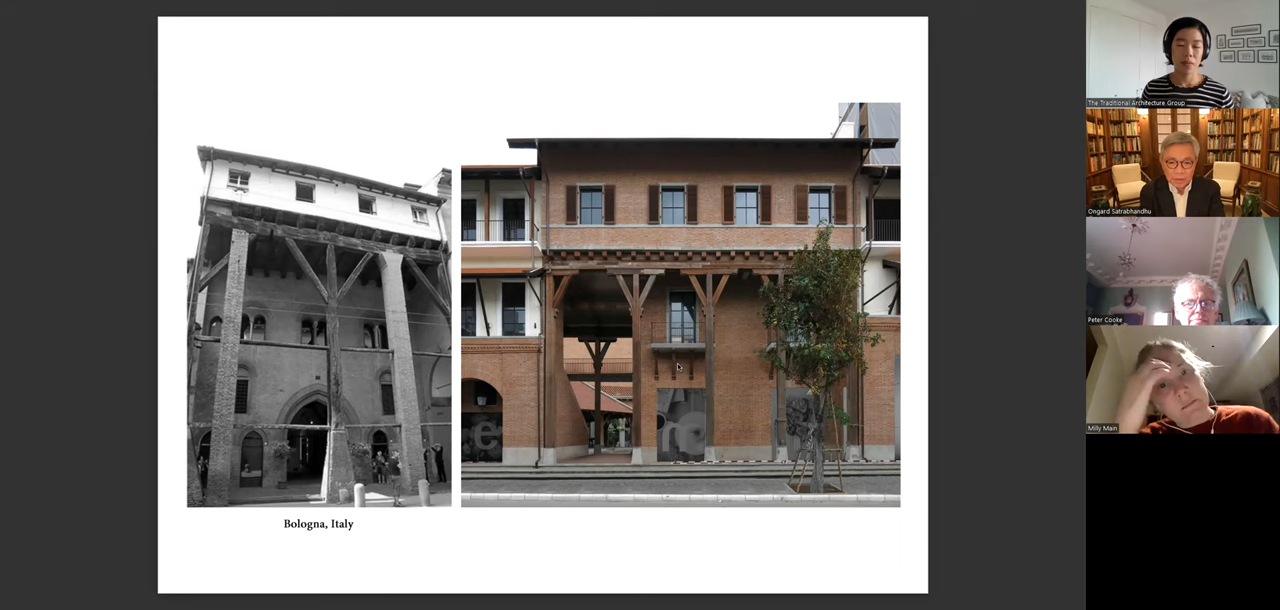 Bologna, Italy
The Traditional Architecture Group
Ongard Satrabhandhu
Peter Cooke
Milly Main